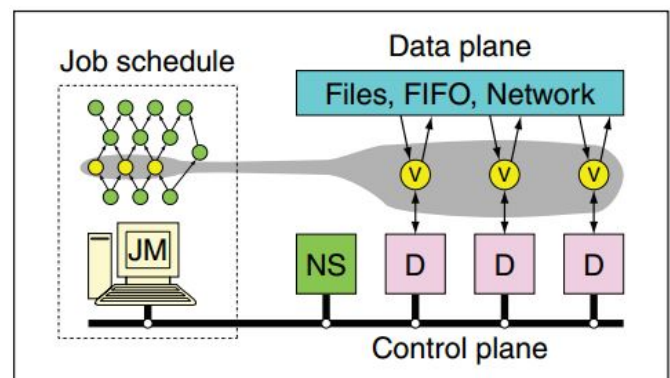 Job schedule
Data plane
Files, FIFO, Network
V V V
JM
NS D D D
Control plane